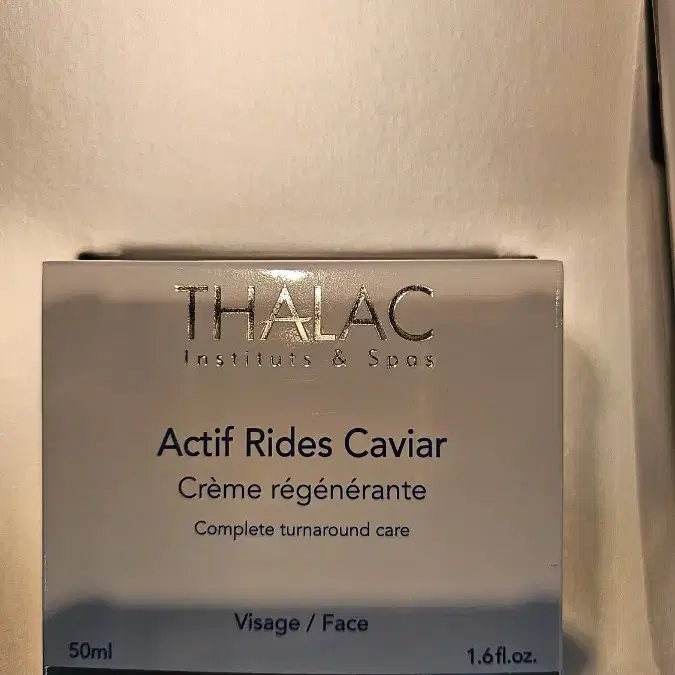 THALAC
Instituts & Spas
Actif Rides Caviar
Crème régénérante
Complete turnaround care
Visage / Face
50ml 1.6fl.oz.